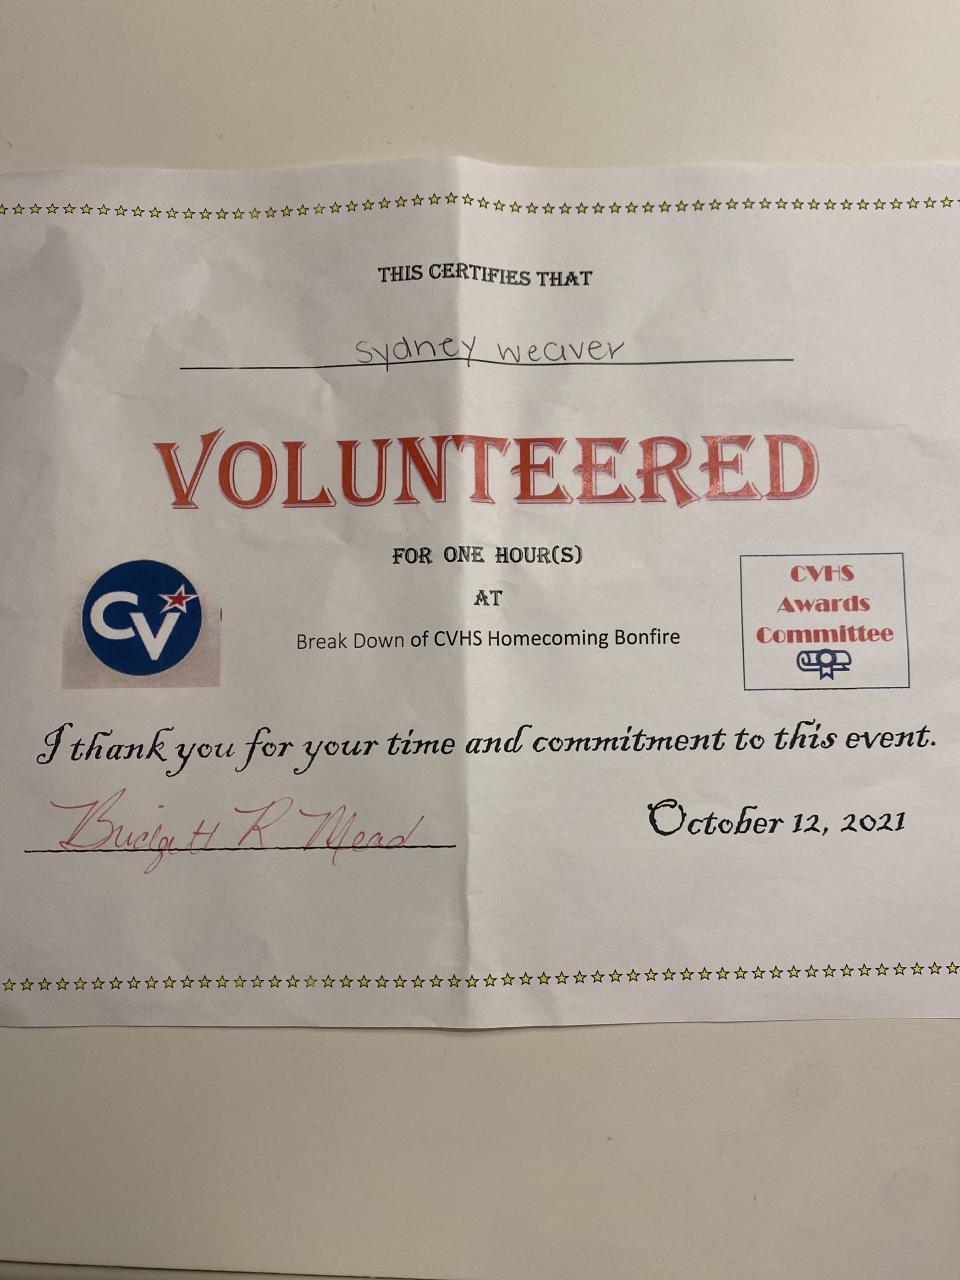 THIS CERTIFIES THAT
sydney weaver
VOLUNTEERED
FOR ONE HOUR(S)
AT
Break Down of CVHS Homecoming Bonfire
CV
CVHS
Awards
Committee
I thank you for your time and commitment to this event.
Bridgett R Mead
October 12, 2021